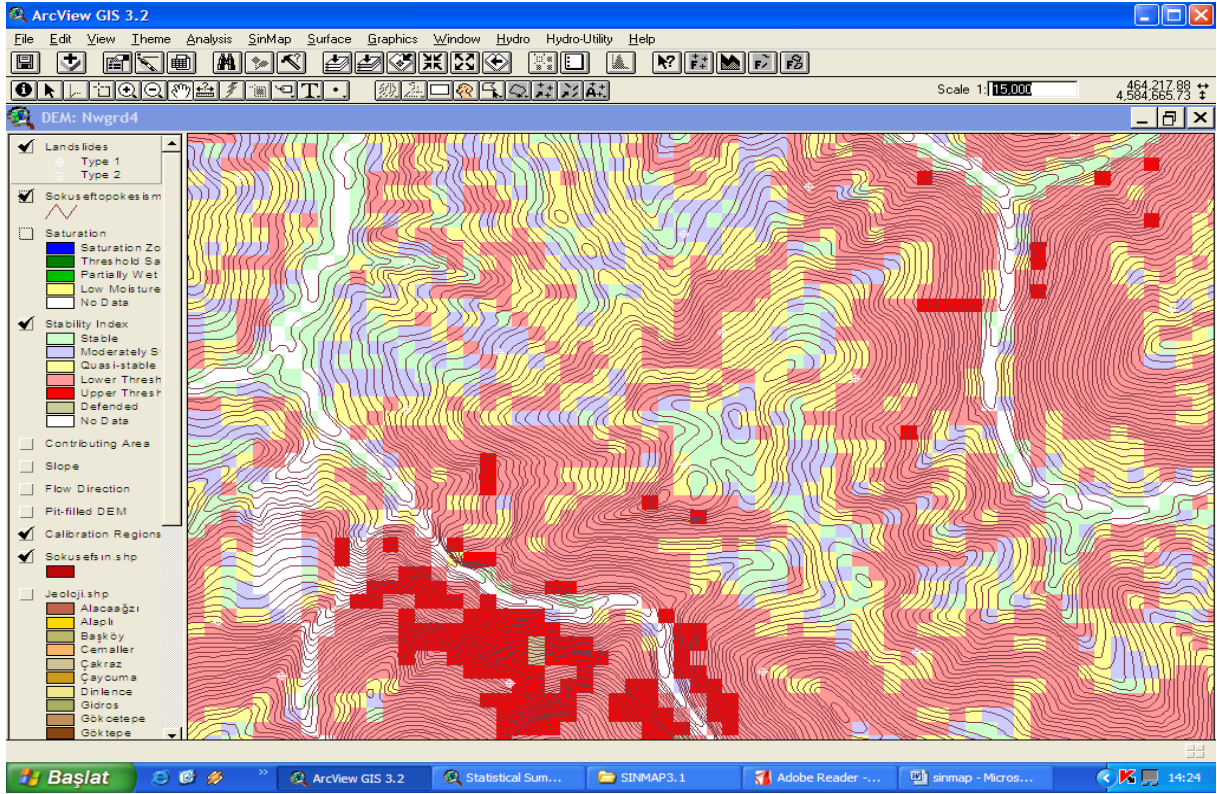 ArcView GIS 3.2
File Edit View Theme Analysis SinMap Surface Graphics Window Hydro Hydro-Utility Help
Scale 1: 15,000
464,217.88
4,584,665.73
DEM: Nwgrd4
Landslides
Type 1
Type 2
Sokuseftopokesism
Saturation
Saturation Zo
Threshold Sa
Partially Wet
Low Moisture
No Data
Stability Index
Stable
Moderately S
Quasi-stable
Lower Thresh
Upper Thresh
Defended
No Data
Contributing Area
Slope
Flow Direction
Pit-filled DEM
Calibration Regions
Sokusefsın.shp
Jeoloji.shp
Alacaağzı
Alaplı
Başköy
Cemaller
Çakraz
Çaycuma
Dinlence
Gidros
Gökcetepe
Göktepe
Başlat
ArcView GIS 3.2
Statistical Sum...
SINMAP3.1
Adobe Reader -...
sinmap - Micros...
14:24